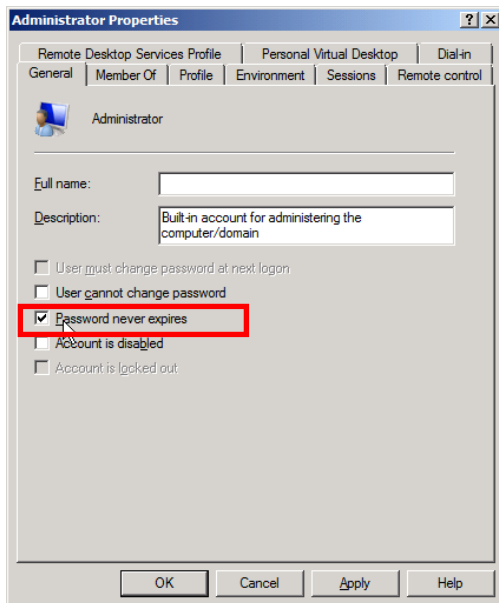 Administrator Properties
Remote Desktop Services Profile Personal Virtual Desktop Dial-in
General Member Of Profile Environment Sessions Remote control
Administrator
Full name:
Description: Built-in account for administering the
computer/domain
User must change password at next logon
User cannot change password
Password never expires
Account is disabled
Account is locked out
OK Cancel Apply Help